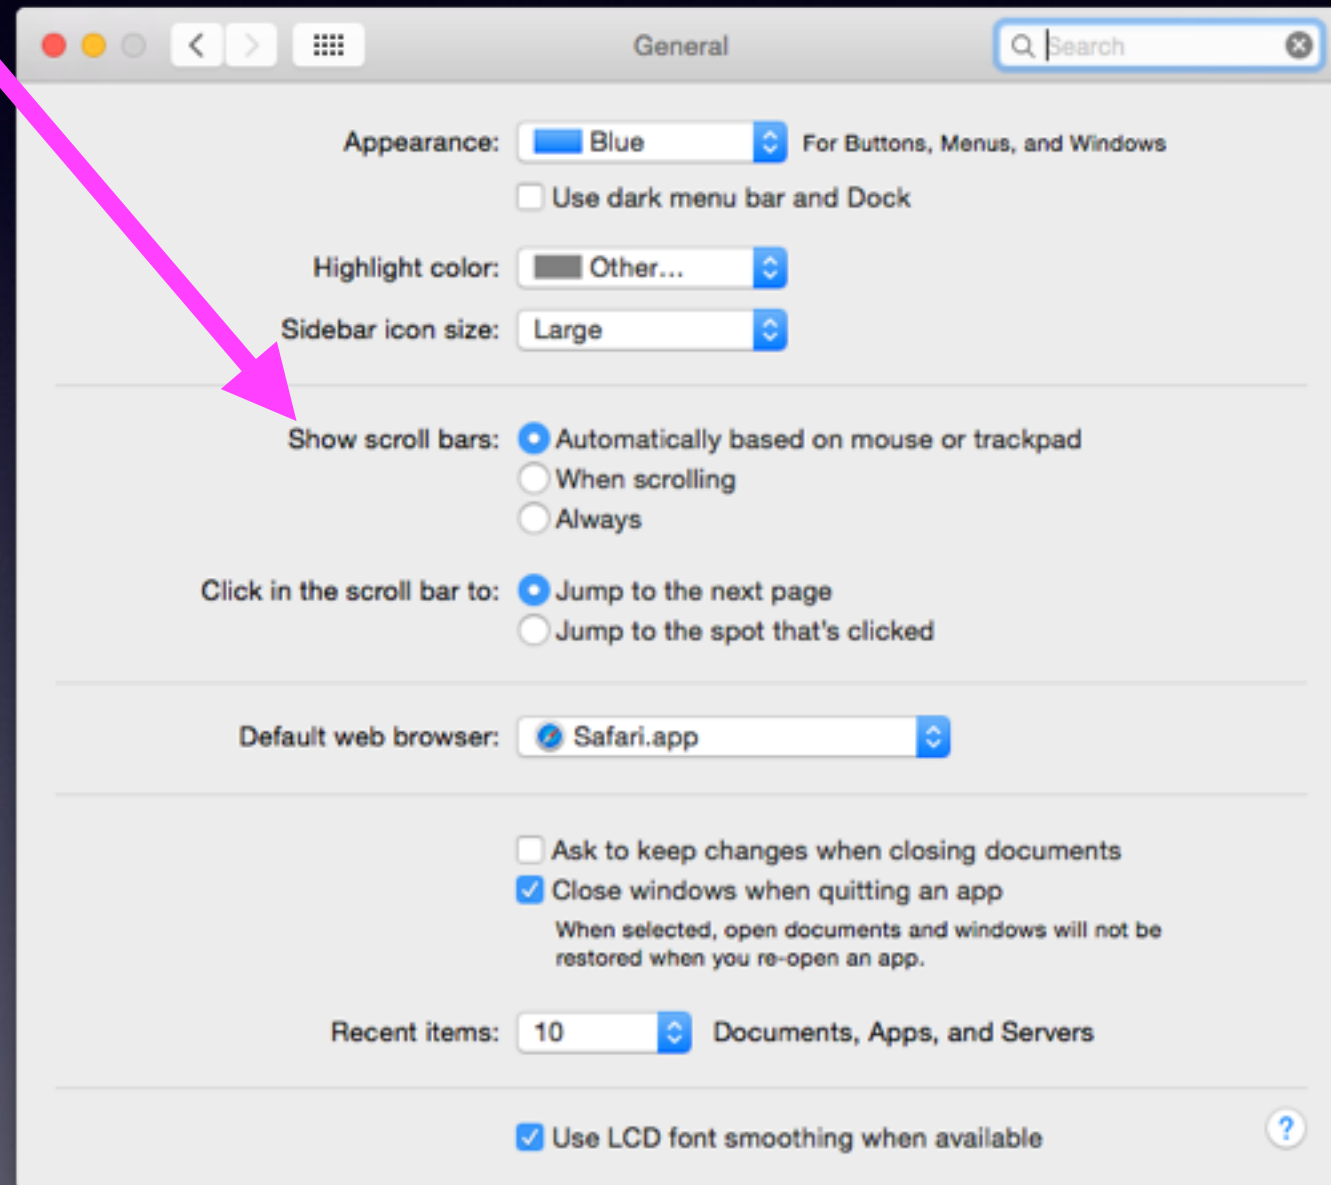 General
Search
Appearance: Blue For Buttons, Menus, and Windows
Use dark menu bar and Dock
Highlight color: Other...
Sidebar icon size: Large
Show scroll bars: Automatically based on mouse or trackpad
When scrolling
Always
Click in the scroll bar to: Jump to the next page
Jump to the spot that's clicked
Default web browser: Safari.app
Ask to keep changes when closing documents
Close windows when quitting an app
When selected, open documents and windows will not be
restored when you re-open an app.
Recent items: 10 Documents, Apps, and Servers
Use LCD font smoothing when available
?